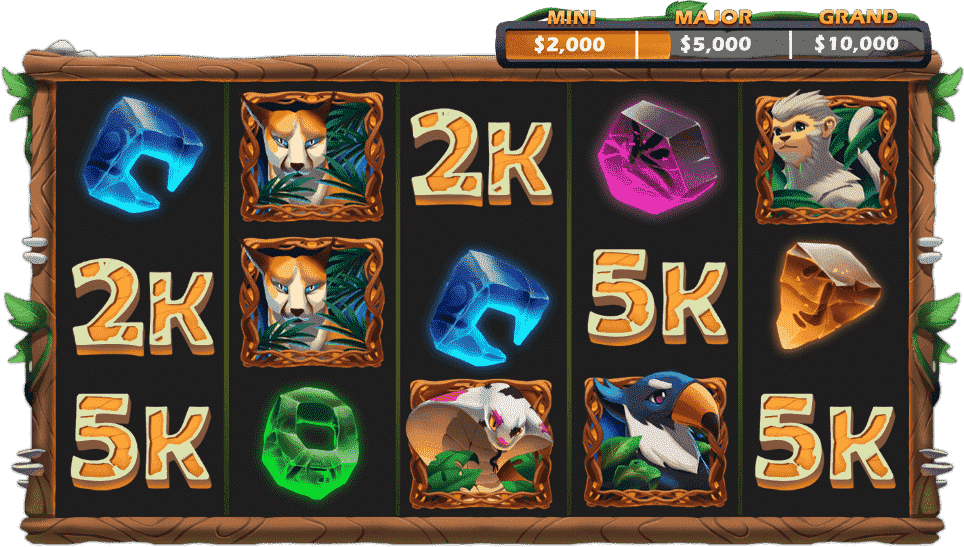 MINI MAJOR GRAND
$2,000 $5,000 $10,000
2K
2K 5K
5K 5K